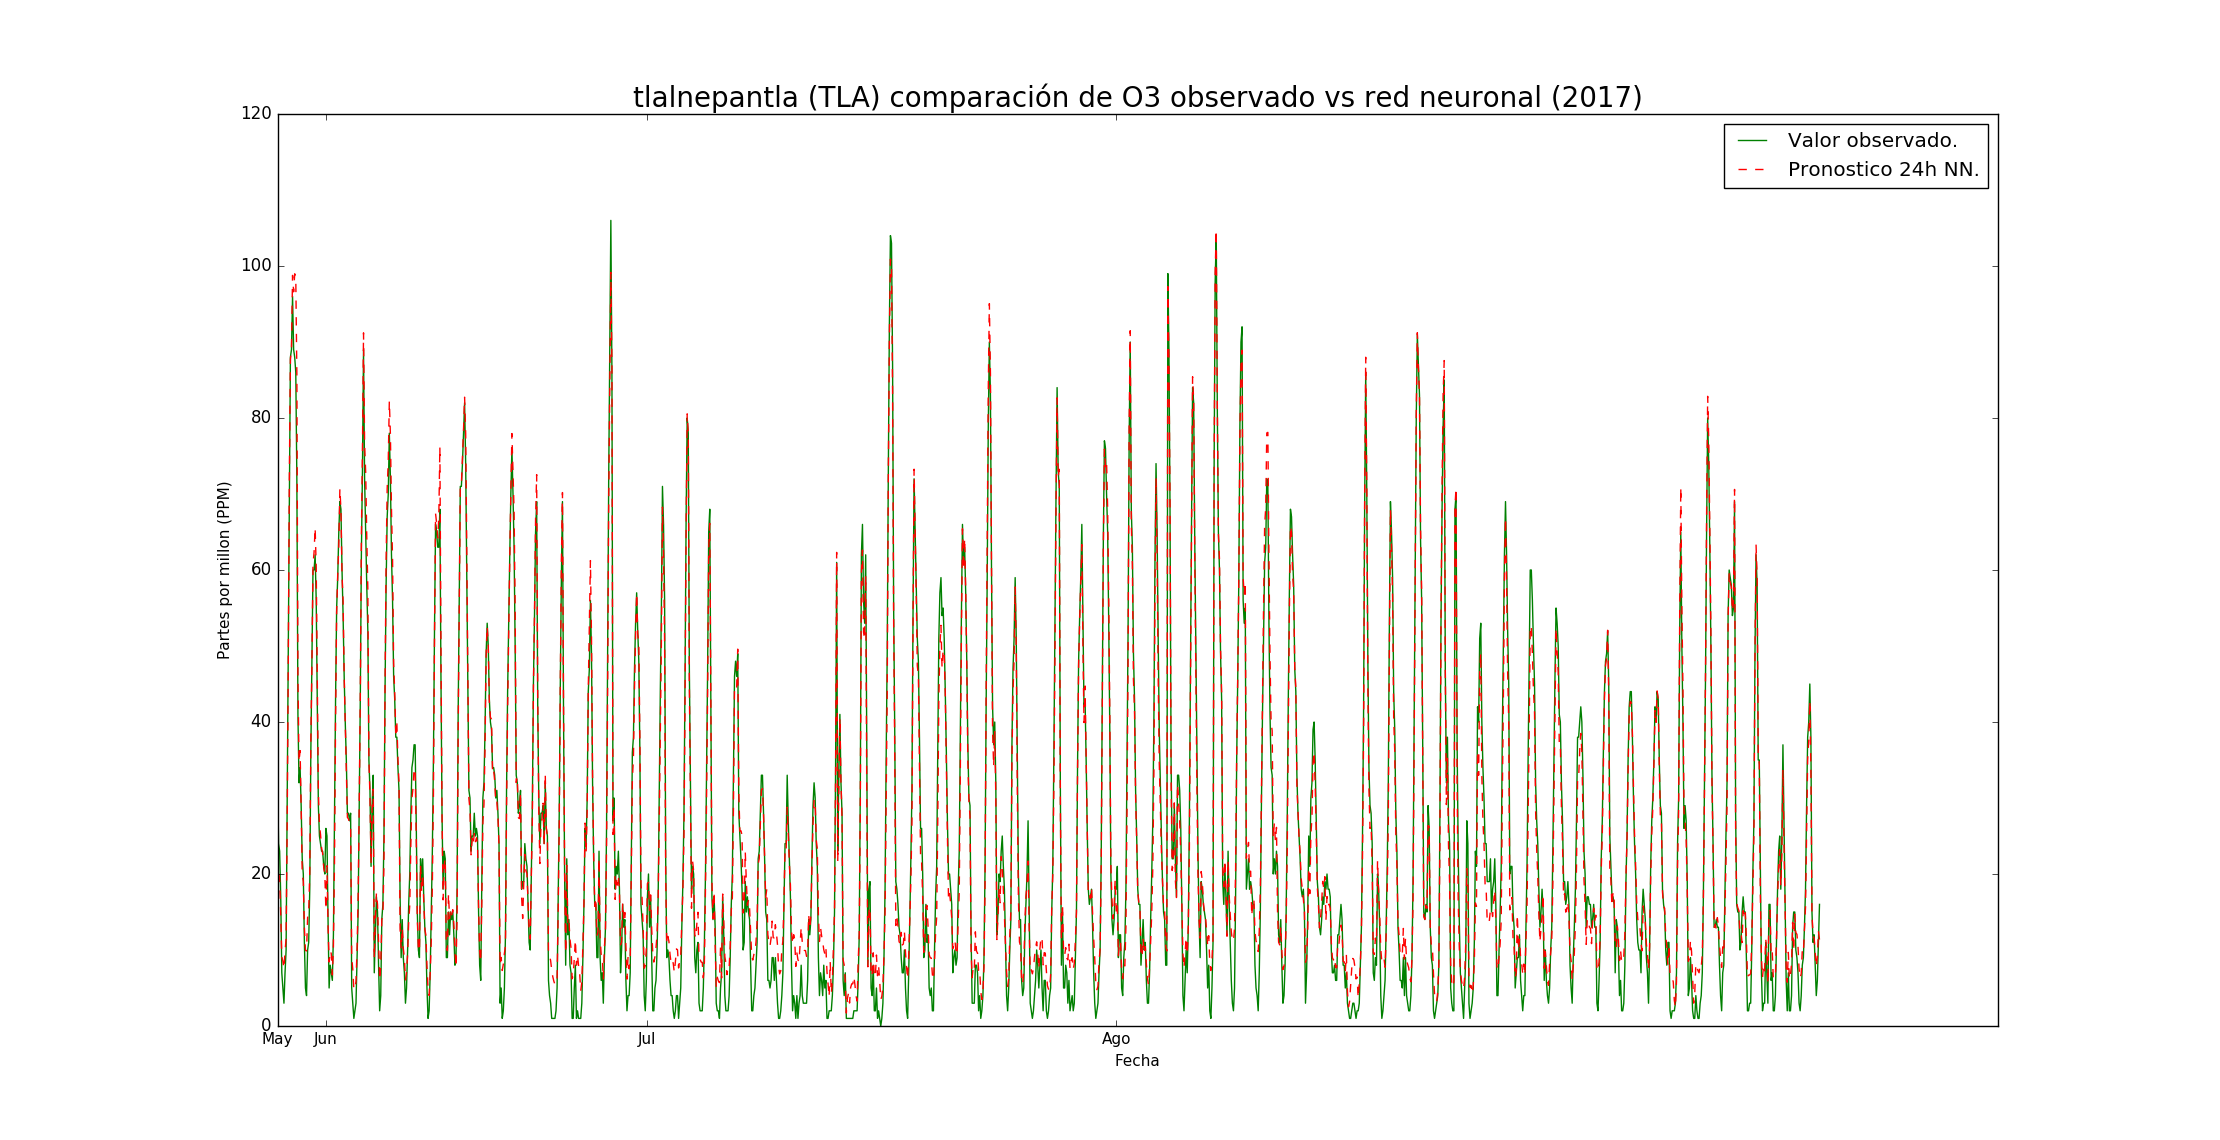 tlalnepantla (TLA) comparación de O3 observado vs red neuronal (2017)
120
Valor observado.
Pronostico 24h NN.
100
80
60
Partes por millon (PPM)
40
20
0
May Jun Jul Ago
Fecha